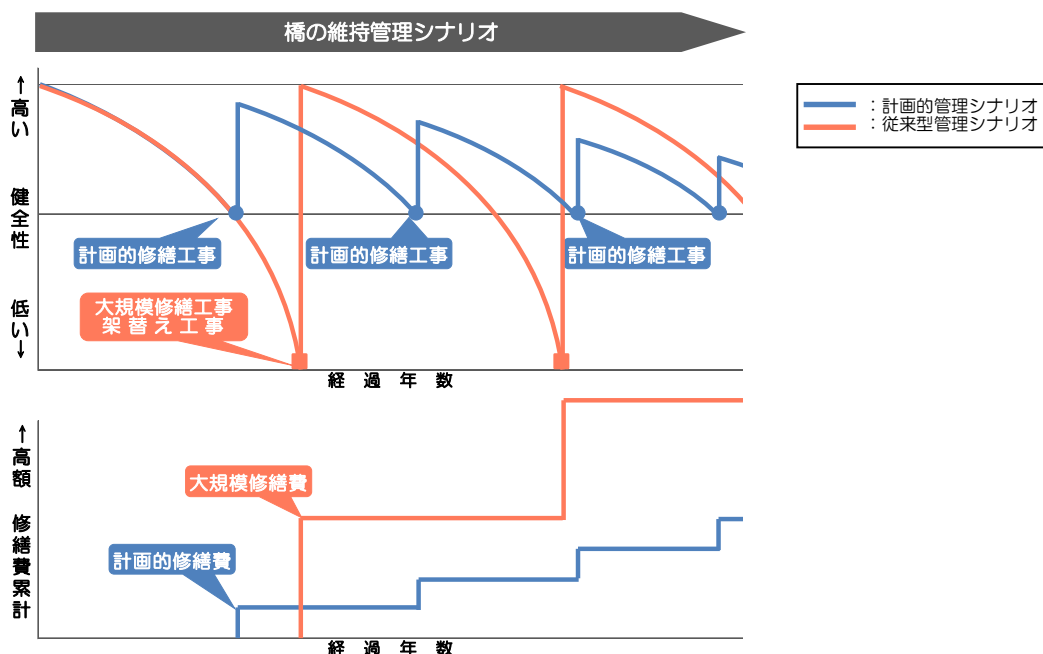 橋の維持管理シナリオ
：計画的管理シナリオ
：従来型管理シナリオ
↑高い 健全性 低い↓
計画的修繕工事
計画的修繕工事
計画的修繕工事
大規模修繕工事
架替え工事
経過年数
↑高額 修繕費累計
大規模修繕費
計画的修繕費
経過年数